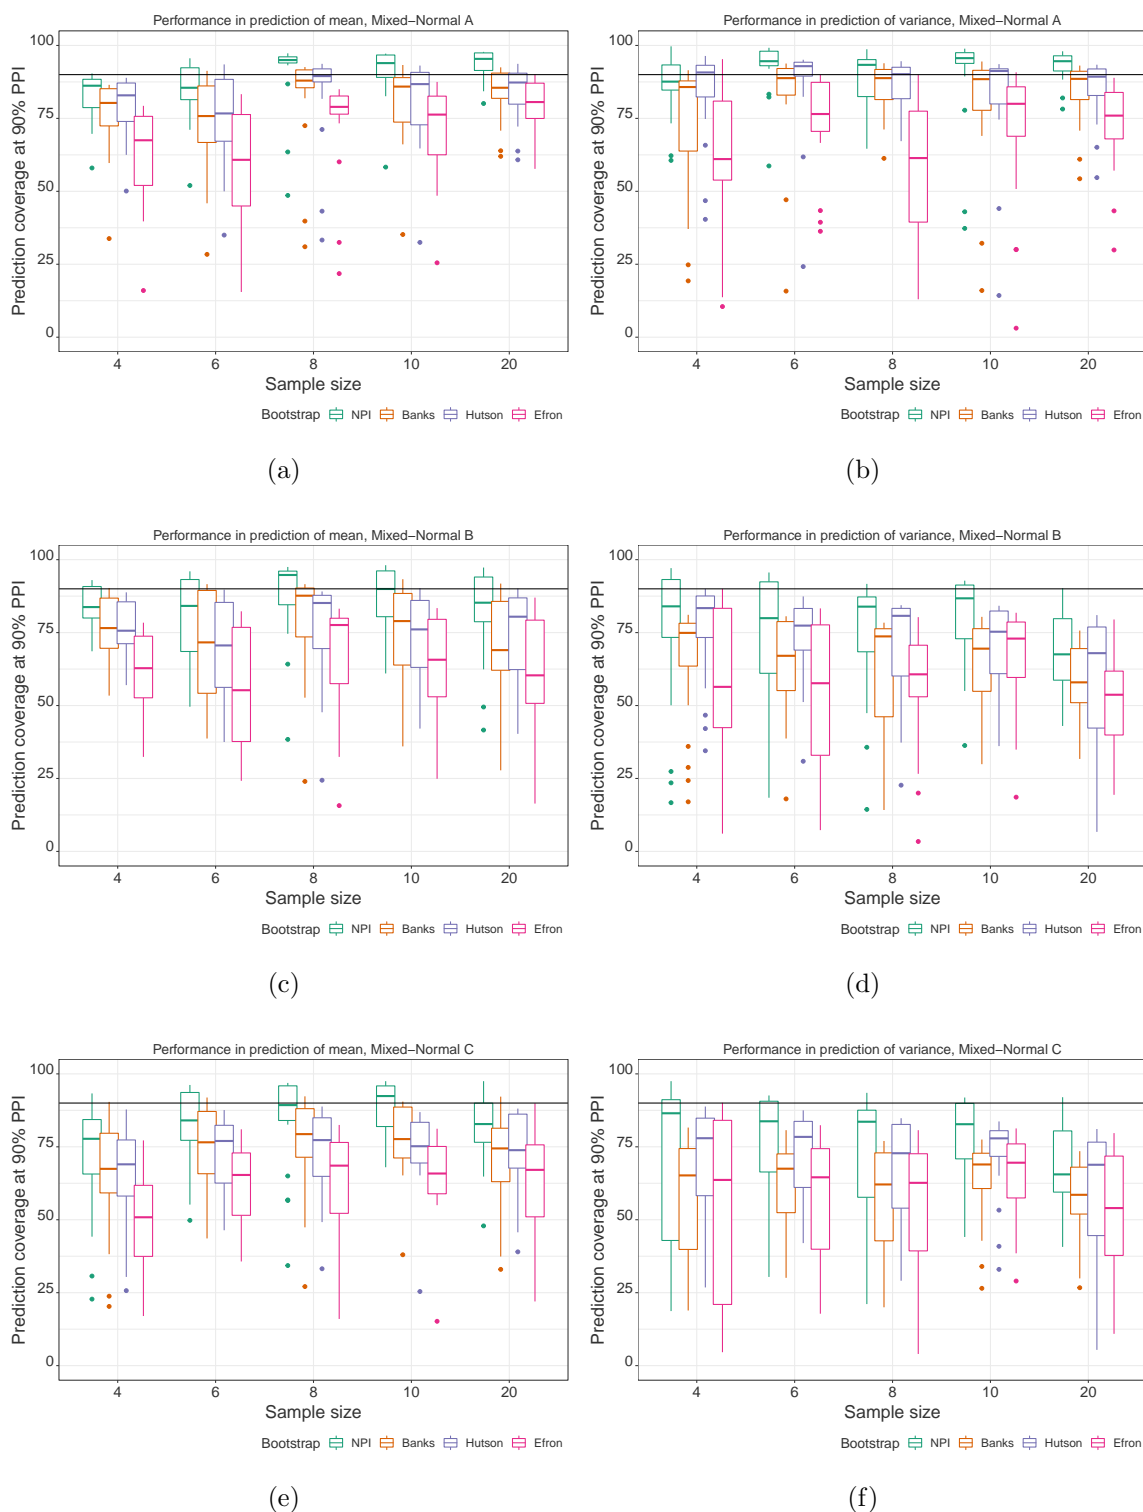 Performance in prediction of mean, Mixed−Normal A
Prediction coverage at 90% PPI
100
75
50
25
0
4 6 8 10 20
Sample size
Bootstrap NPI Banks Hutson Efron
(a)
Performance in prediction of variance, Mixed−Normal A
Prediction coverage at 90% PPI
100
75
50
25
0
4 6 8 10 20
Sample size
Bootstrap NPI Banks Hutson Efron
(b)
Performance in prediction of mean, Mixed−Normal B
Prediction coverage at 90% PPI
100
75
50
25
0
4 6 8 10 20
Sample size
Bootstrap NPI Banks Hutson Efron
(c)
Performance in prediction of variance, Mixed−Normal B
Prediction coverage at 90% PPI
100
75
50
25
0
4 6 8 10 20
Sample size
Bootstrap NPI Banks Hutson Efron
(d)
Performance in prediction of mean, Mixed−Normal C
Prediction coverage at 90% PPI
100
75
50
25
0
4 6 8 10 20
Sample size
Bootstrap NPI Banks Hutson Efron
(e)
Performance in prediction of variance, Mixed−Normal C
Prediction coverage at 90% PPI
100
75
50
25
0
4 6 8 10 20
Sample size
Bootstrap NPI Banks Hutson Efron
(f)